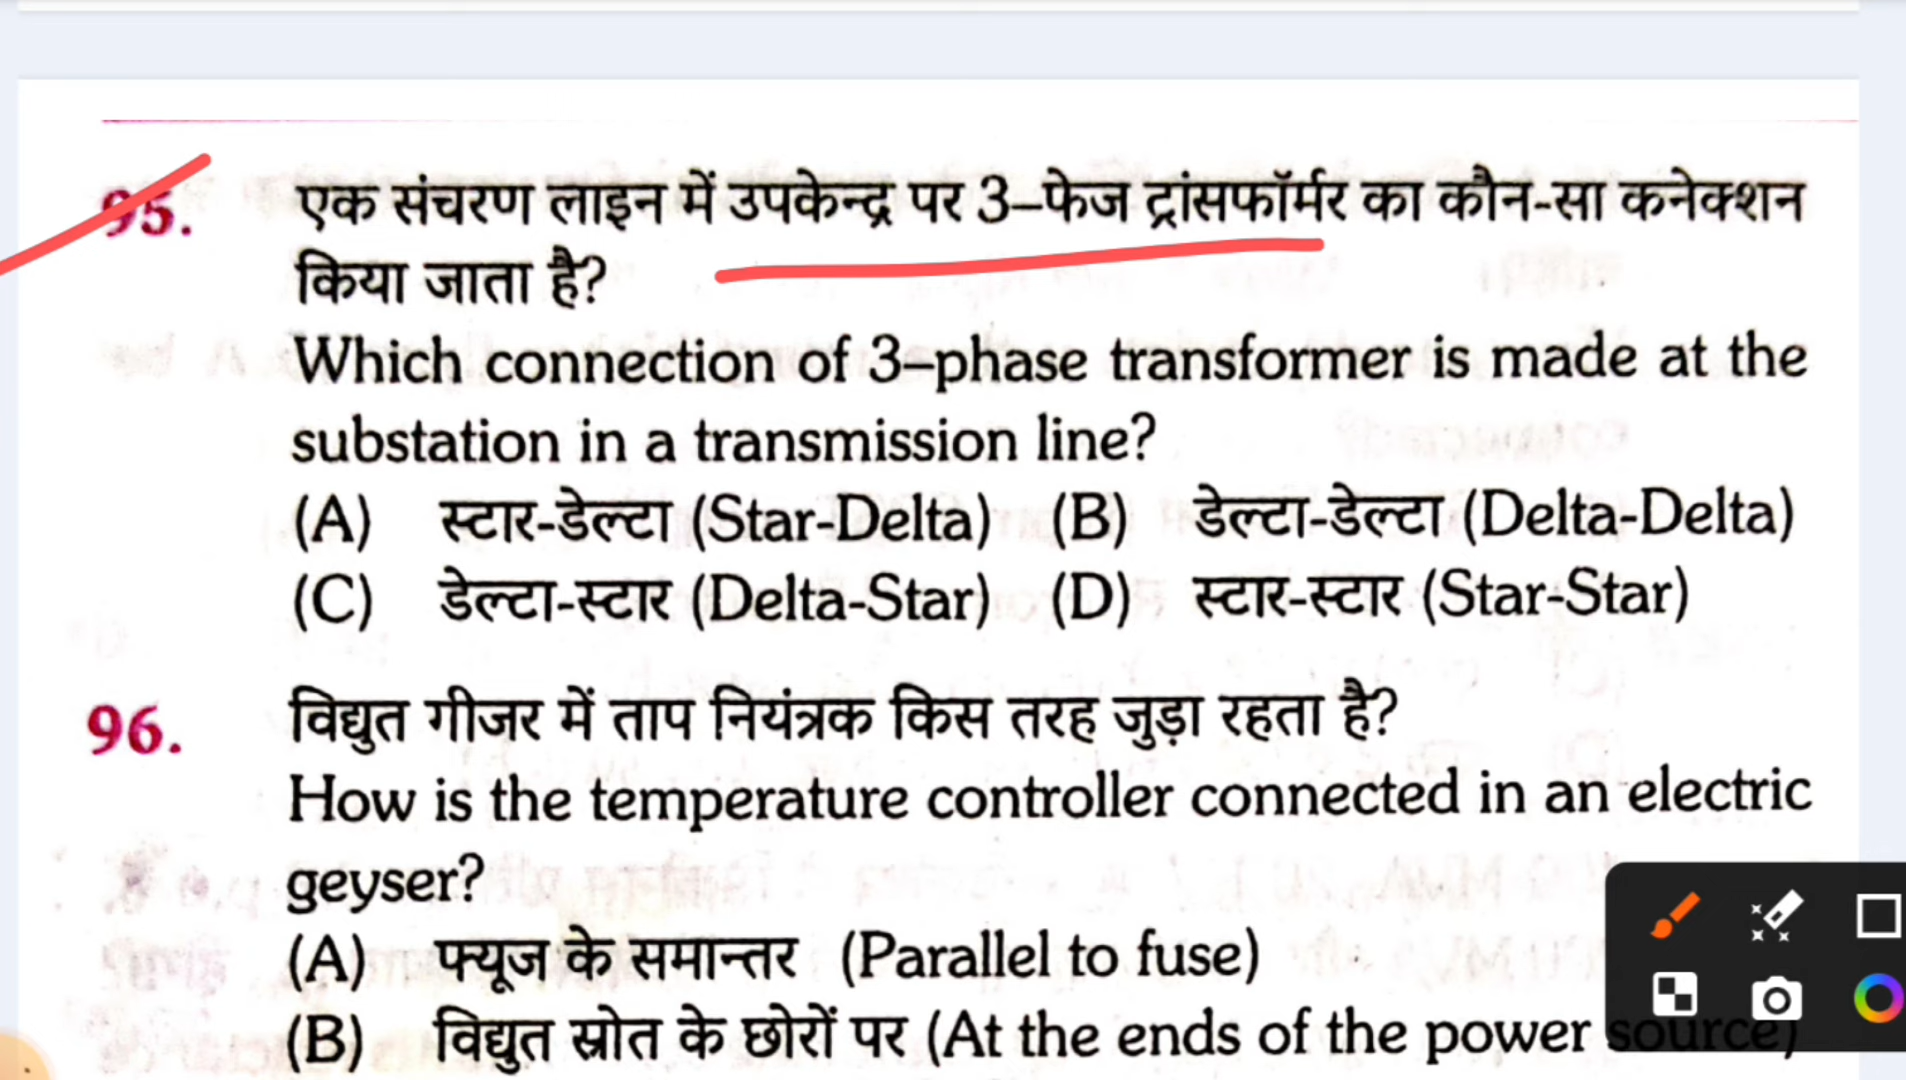 95. एक संचरण लाइन में उपकेन्द्र पर 3–फेज ट्रांसफॉर्मर का कौन-सा कनेक्शन
किया जाता है?
Which connection of 3–phase transformer is made at the
substation in a transmission line?
(A) स्टार-डेल्टा (Star-Delta) (B) डेल्टा-डेल्टा (Delta-Delta)
(C) डेल्टा-स्टार (Delta-Star) (D) स्टार-स्टार (Star-Star)
96. विद्युत गीजर में ताप नियंत्रक किस तरह जुड़ा रहता है?
How is the temperature controller connected in an electric
geyser?
(A) फ्यूज के समान्तर (Parallel to fuse)
(B) विद्युत स्रोत के छोरों पर (At the ends of the power source)